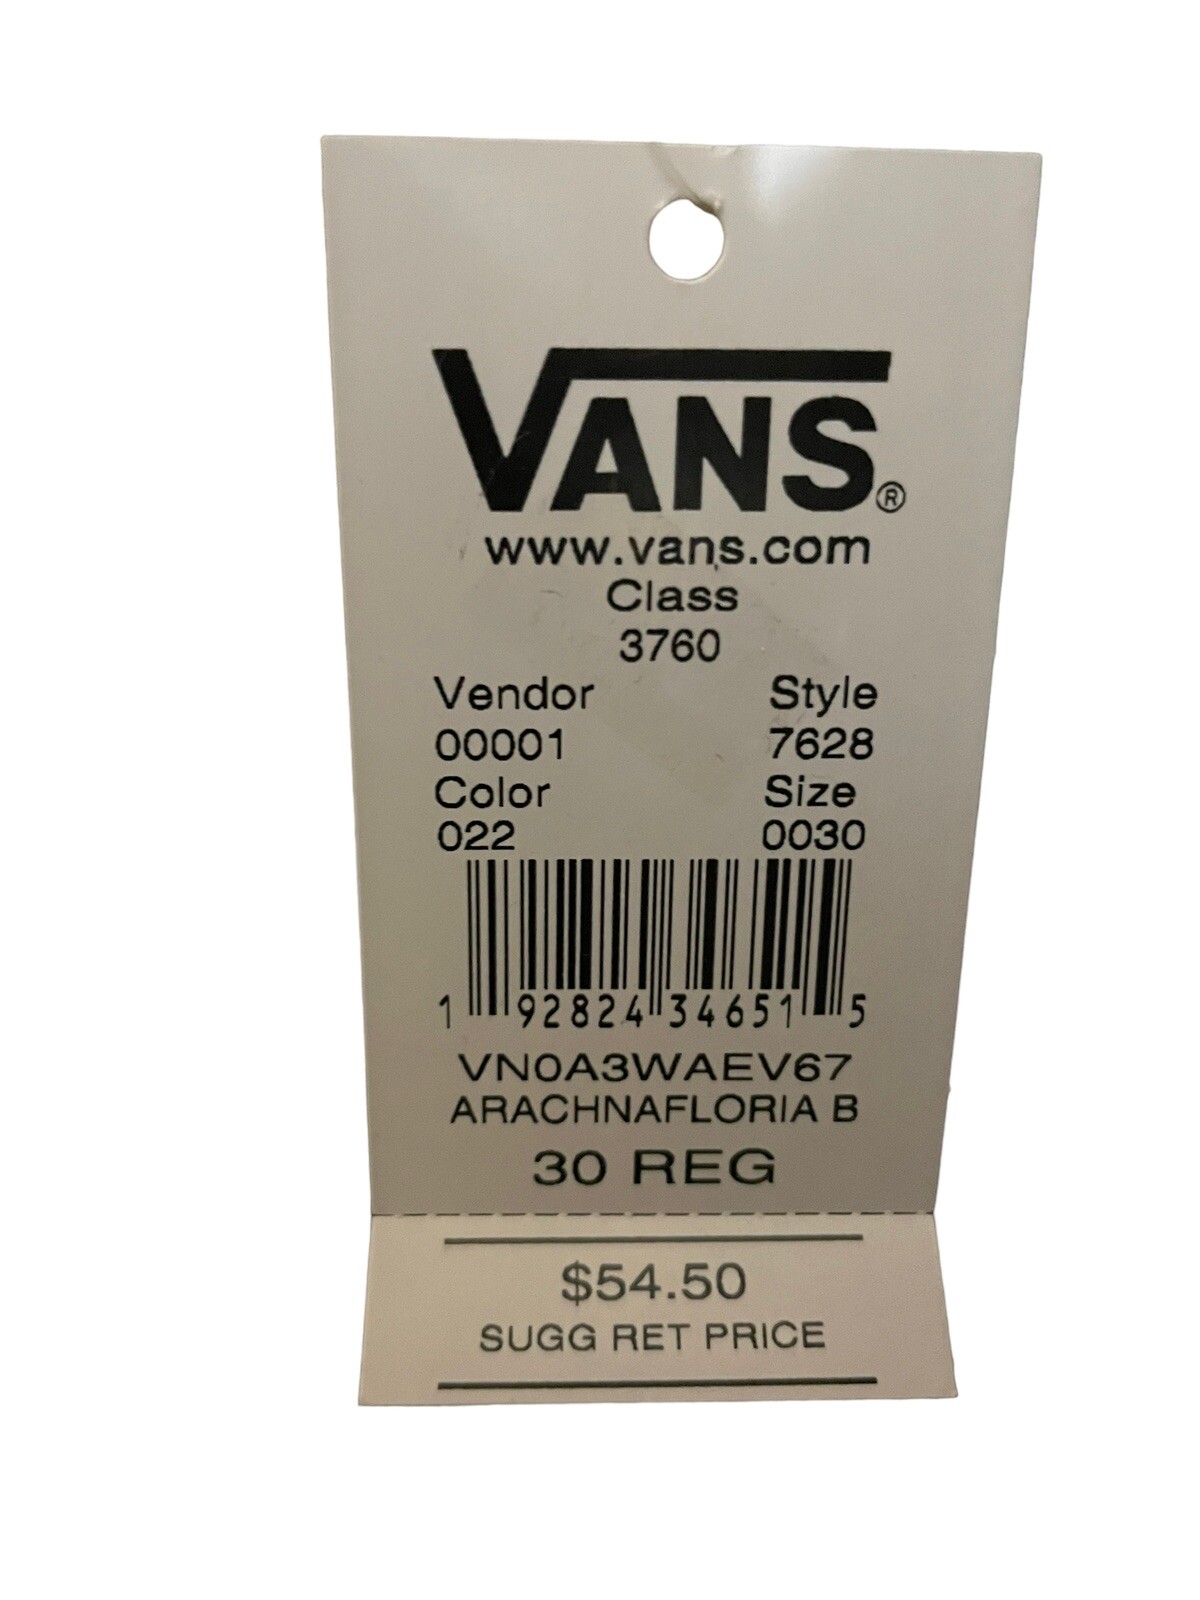 VANS®
www.vans.com
Class
3760
Vendor Style
00001 7628
Color Size
022 0030
1 92824 34651 5
VN0A3WAEV67
ARACHNAFLORIA B
30 REG
$54.50
SUGG RET PRICE